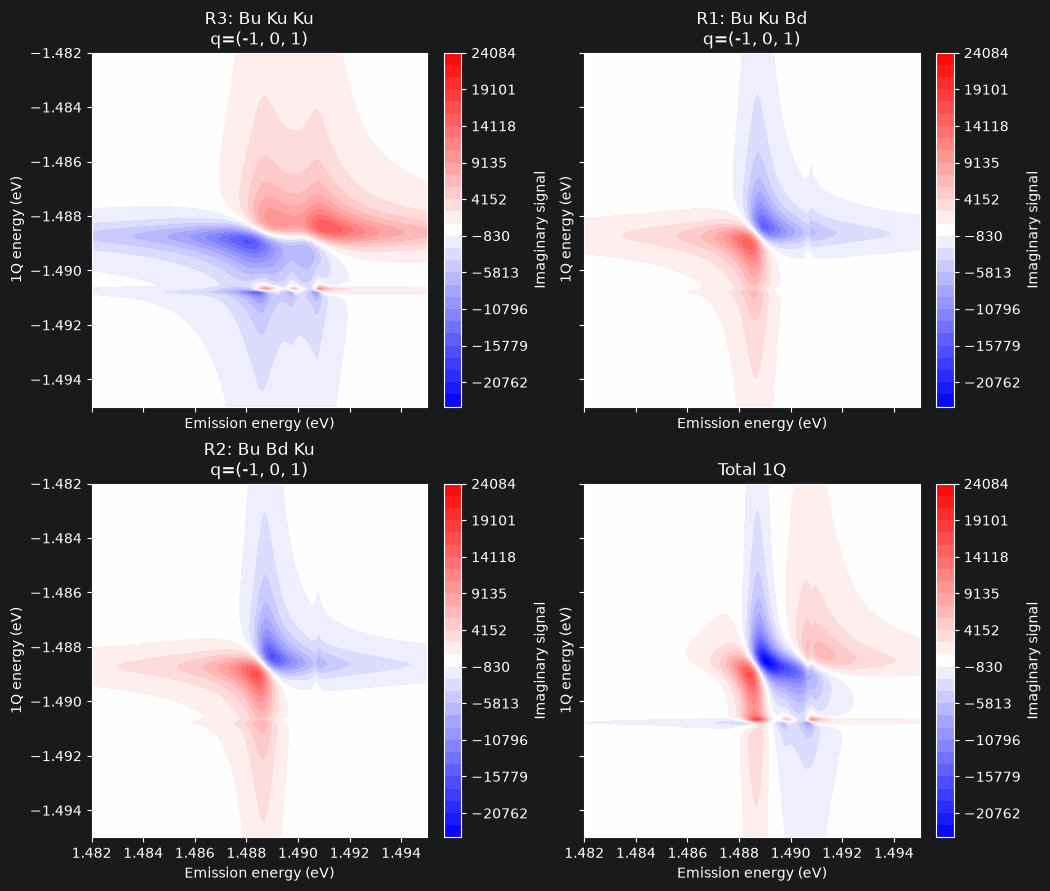 R3: Bu Ku Ku
q=(-1, 0, 1)
−1.482
−1.484
−1.486
−1.488
−1.490
−1.492
−1.494
1Q energy (eV)
Emission energy (eV)
24084
19101
14118
9135
4152
−830
−5813
−10796
−15779
−20762
Imaginary signal
R1: Bu Ku Bd
q=(-1, 0, 1)
1Q energy (eV)
Emission energy (eV)
24084
19101
14118
9135
4152
−830
−5813
−10796
−15779
−20762
Imaginary signal
R2: Bu Bd Ku
q=(-1, 0, 1)
−1.482
−1.484
−1.486
−1.488
−1.490
−1.492
−1.494
1Q energy (eV)
1.482 1.484 1.486 1.488 1.490 1.492 1.494
Emission energy (eV)
24084
19101
14118
9135
4152
−830
−5813
−10796
−15779
−20762
Imaginary signal
Total 1Q
1Q energy (eV)
1.482 1.484 1.486 1.488 1.490 1.492 1.494
Emission energy (eV)
24084
19101
14118
9135
4152
−830
−5813
−10796
−15779
−20762
Imaginary signal